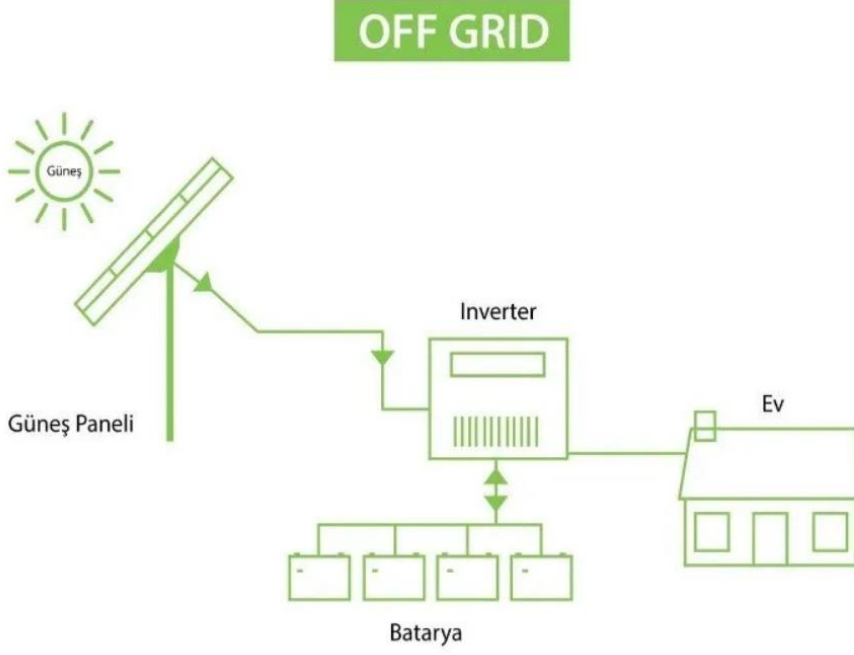 OFF GRID
Güneş
Inverter
Ev
Güneş Paneli
Batarya